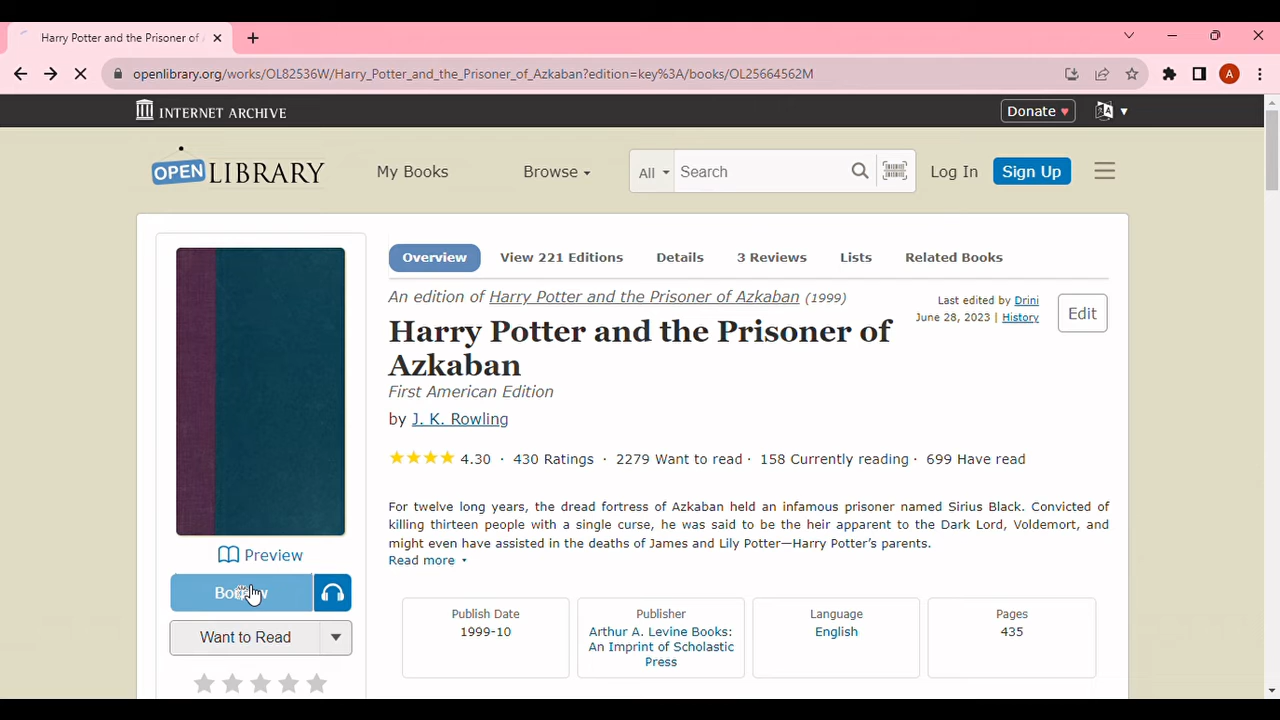 Harry Potter and the Prisoner of
openlibrary.org/works/OL82536W/Harry_Potter_and_the_Prisoner_of_Azkaban?edition=key%3A/books/OL25664562M
A
INTERNET ARCHIVE
Donate
OPEN LIBRARY
My Books
Browse
All
Search
Log In
Sign Up
Overview
View 221 Editions
Details
3 Reviews
Lists
Related Books
An edition of Harry Potter and the Prisoner of Azkaban (1999)
Last edited by Drini
June 28, 2023 | History
Edit
Harry Potter and the Prisoner of
Azkaban
First American Edition
by J. K. Rowling
4.30 · 430 Ratings · 2279 Want to read · 158 Currently reading · 699 Have read
For twelve long years, the dread fortress of Azkaban held an infamous prisoner named Sirius Black. Convicted of
killing thirteen people with a single curse, he was said to be the heir apparent to the Dark Lord, Voldemort, and
might even have assisted in the deaths of James and Lily Potter—Harry Potter's parents.
Read more
Preview
Borrow
Want to Read
Publish Date
1999-10
Publisher
Arthur A. Levine Books:
An Imprint of Scholastic
Press
Language
English
Pages
435